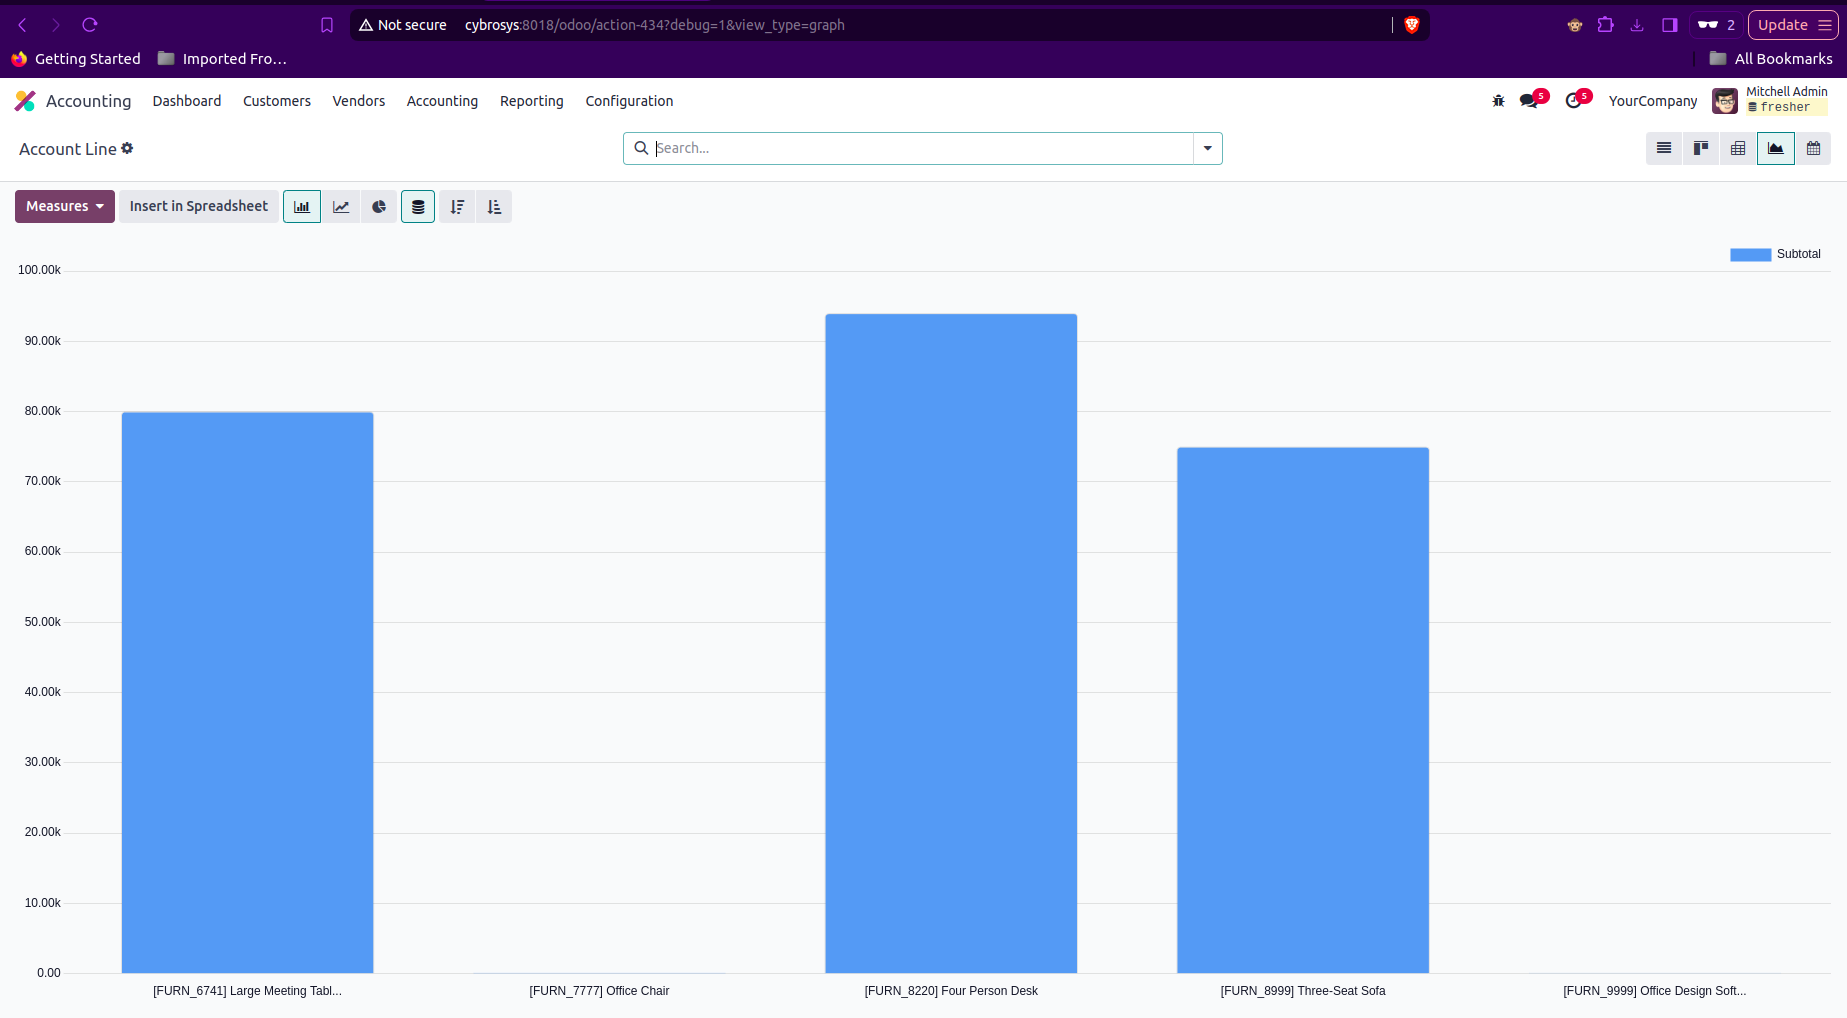 Not secure cybrosys:8018/odoo/action-434?debug=1&view_type=graph 2 Update
Getting Started Imported Fro... All Bookmarks
Accounting Dashboard Customers Vendors Accounting Reporting Configuration 5 5 YourCompany Mitchell Admin
fresher
Account Line Search...
Measures Insert in Spreadsheet
Subtotal
100.00k
90.00k
80.00k
70.00k
60.00k
50.00k
40.00k
30.00k
20.00k
10.00k
0.00
[FURN_6741] Large Meeting Tabl... [FURN_7777] Office Chair [FURN_8220] Four Person Desk [FURN_8999] Three-Seat Sofa [FURN_9999] Office Design Soft...